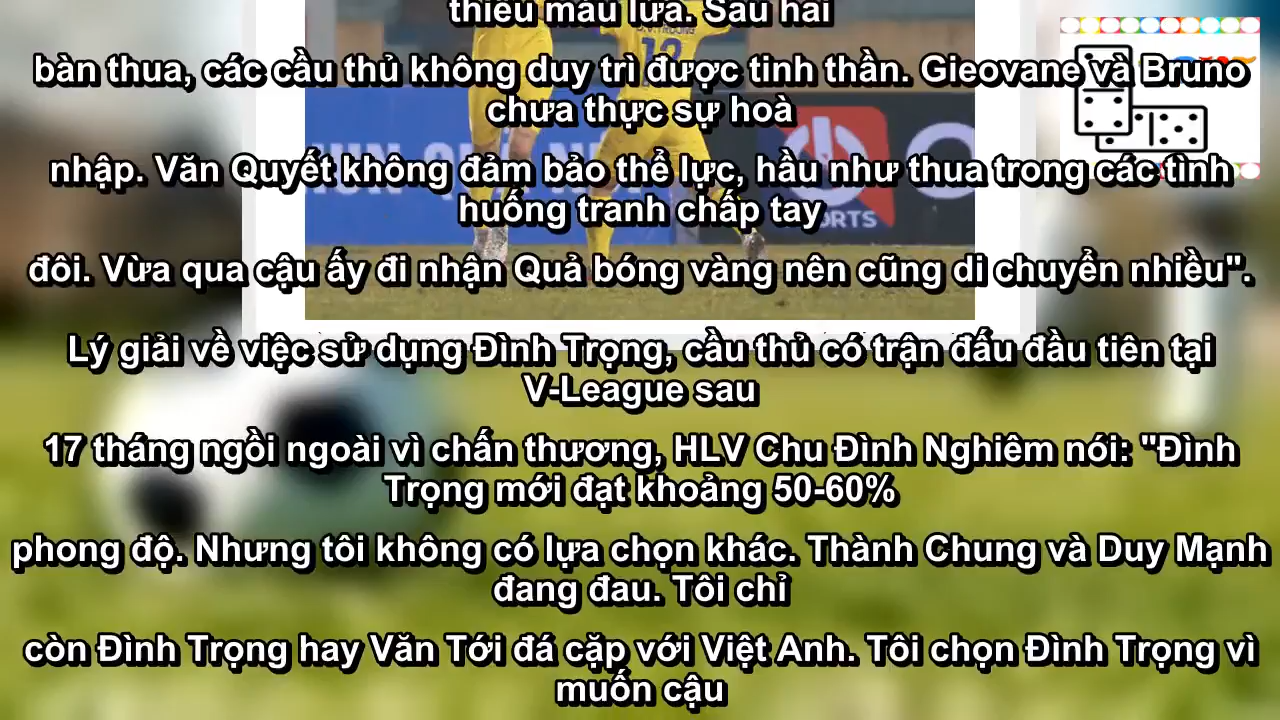 thiếu máu lửa. Sau hai
bàn thua, các cầu thủ không duy trì được tinh thần. Gieovane và Bruno
chưa thực sự hoà
nhập. Văn Quyết không đảm bảo thể lực, hầu như thua trong các tình
huống tranh chấp tay
đôi. Vừa qua cậu ấy đi nhận Quả bóng vàng nên cũng di chuyển nhiều".
Lý giải về việc sử dụng Đình Trọng, cầu thủ có trận đấu đầu tiên tại
V-League sau
17 tháng ngồi ngoài vì chấn thương, HLV Chu Đình Nghiêm nói: "Đình
Trọng mới đạt khoảng 50-60%
phong độ. Nhưng tôi không có lựa chọn khác. Thành Chung và Duy Mạnh
đang đau. Tôi chỉ
còn Đình Trọng hay Văn Tới đá cặp với Việt Anh. Tôi chọn Đình Trọng vì
muốn cậu